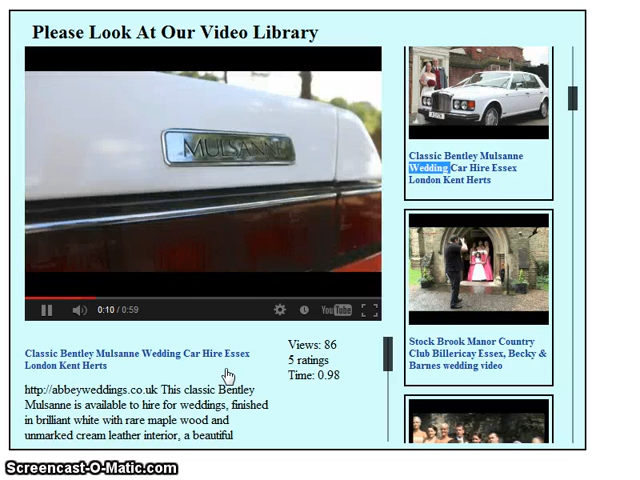 Please Look At Our Video Library
MULSANNE
0:10 / 0:59
YouTube
Classic Bentley Mulsanne Wedding Car Hire Essex
London Kent Herts
Views: 86
5 ratings
Time: 0.98
http://abbeyweddings.co.uk This classic Bentley
Mulsanne is available to hire for weddings, finished
in brilliant white with rare maple wood and
unmarked cream leather interior, a beautiful
Classic Bentley Mulsanne
Wedding Car Hire Essex
London Kent Herts
Stock Brook Manor Country
Club Billericay Essex, Becky &
Barnes wedding video
Screencast-O-Matic.com